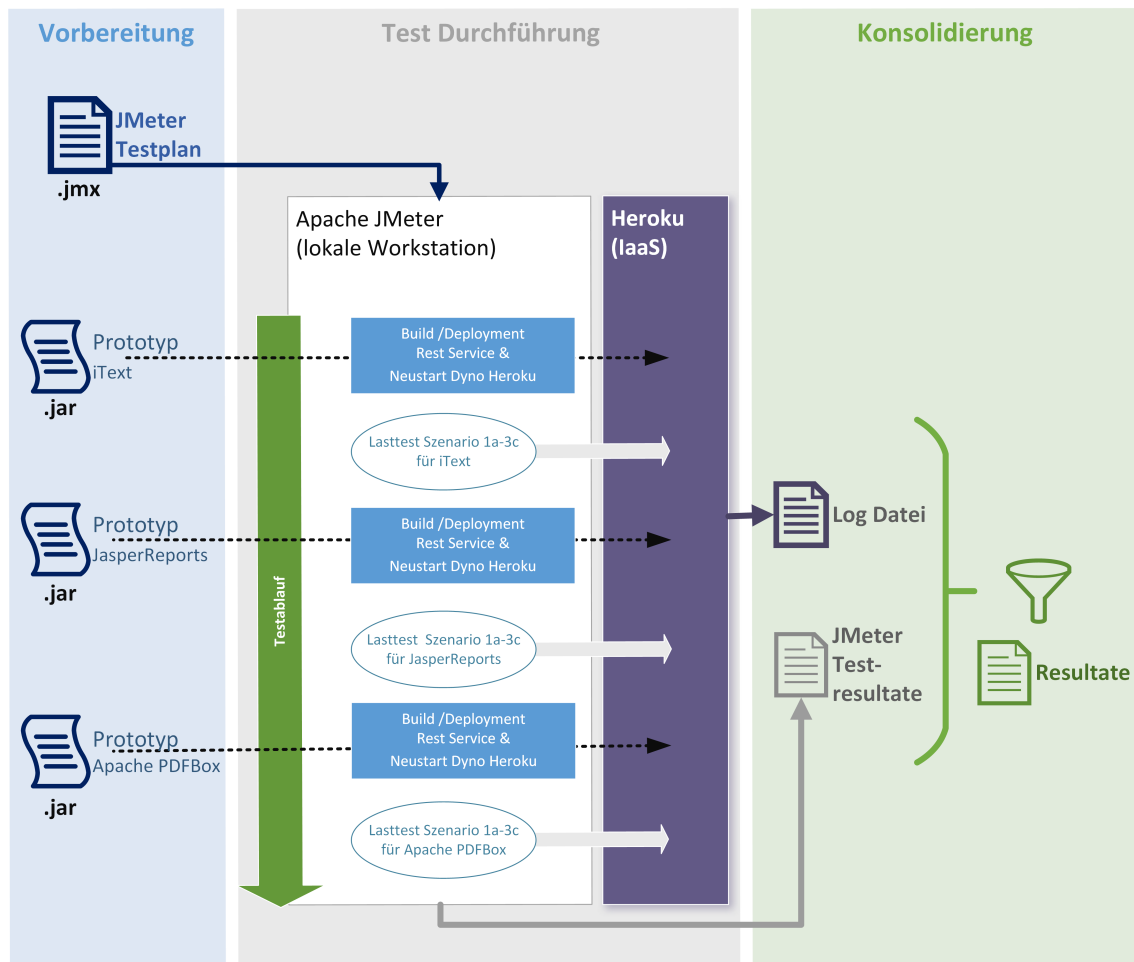 Vorbereitung
Test Durchführung
Konsolidierung
JMeter
Testplan
.jmx
Apache JMeter
(lokale Workstation)
Heroku
(IaaS)
Prototyp
iText
.jar
Build /Deployment
Rest Service &
Neustart Dyno Heroku
Lasttest Szenario 1a-3c
für iText
Prototyp
JasperReports
.jar
Build /Deployment
Rest Service &
Neustart Dyno Heroku
Testablauf
Lasttest Szenario 1a-3c
für JasperReports
Prototyp
Apache PDFBox
.jar
Build /Deployment
Rest Service &
Neustart Dyno Heroku
Lasttest Szenario 1a-3c
für Apache PDFBox
Log Datei
JMeter
Test-
resultate
Resultate